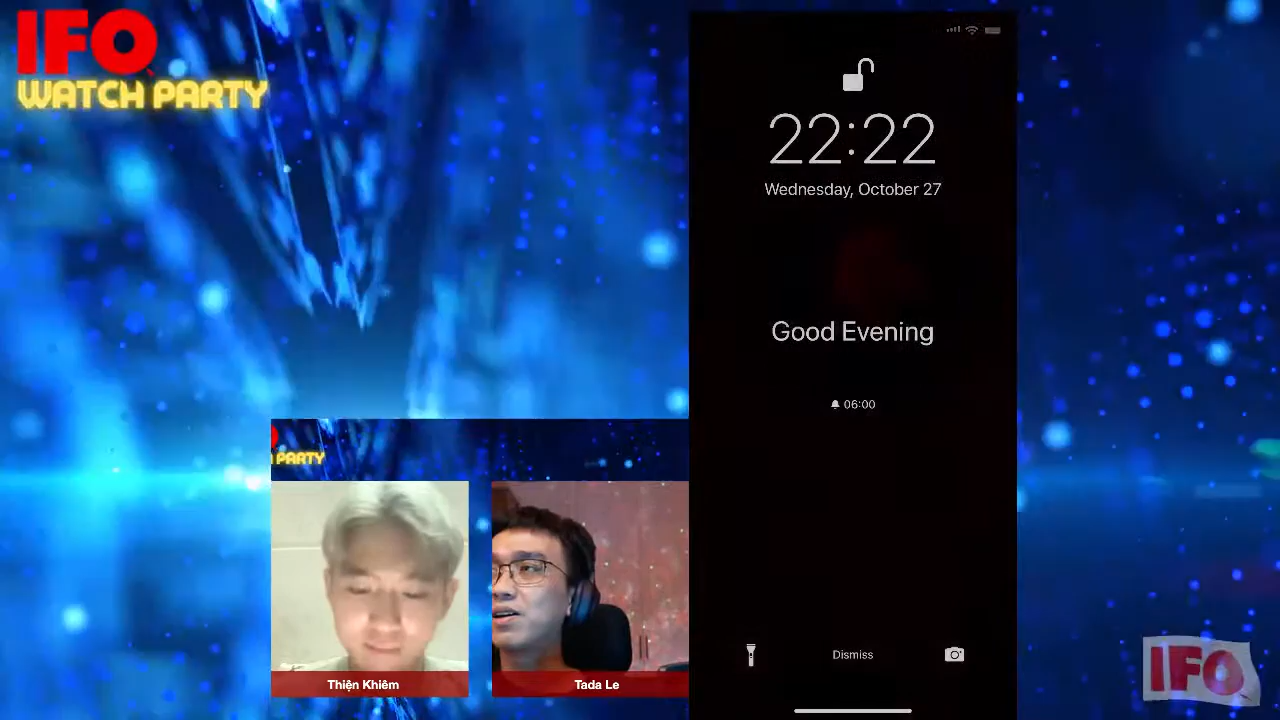 IFO
WATCH PARTY
22:22
Wednesday, October 27
Good Evening
06:00
PARTY
Thiện Khiêm
Tada Le
Dismiss
IFO